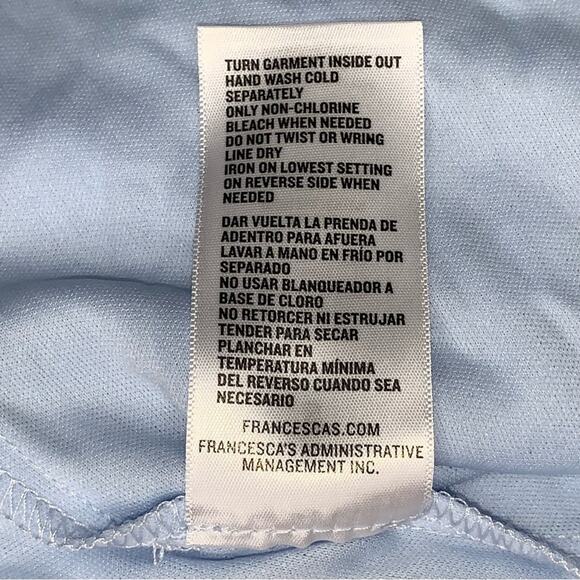 TURN GARMENT INSIDE OUT
HAND WASH COLD
SEPARATELY
ONLY NON-CHLORINE
BLEACH WHEN NEEDED
DO NOT TWIST OR WRING
LINE DRY
IRON ON LOWEST SETTING
ON REVERSE SIDE WHEN
NEEDED
DAR VUELTA LA PRENDA DE
ADENTRO PARA AFUERA
LAVAR A MANO EN FRÍO POR
SEPARADO
NO USAR BLANQUEADOR A
BASE DE CLORO
NO RETORCER NI ESTRUJAR
TENDER PARA SECAR
PLANCHAR EN
TEMPERATURA MÍNIMA
DEL REVERSO CUANDO SEA
NECESARIO
FRANCESCAS.COM
FRANCESCA'S ADMINISTRATIVE
MANAGEMENT INC.